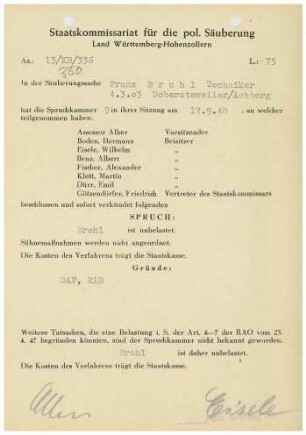 Staatskommissariat für die pol. Säuberung
Land Württemberg-Hohenzollern
Az.: 13/KB/336 L.: 75
350
In der Säuberungssache Franz Brohl Techniker
4.3.03 Doberatsweiler/Achberg
hat die Spruchkammer 9 in ihrer Sitzung am 17.9.48, an welcher
teilgenommen haben:
Assessor Alber Vorsitzender
Boden, Hermann Beisitzer
Eisele, Wilhelm „
Benz, Albert „
Fischer, Alexander „
Klett, Martin „
Dürr, Emil „
Götzendörfer, Friedrich Vertreter des Staatskommissars
beschlossen und sofort verkündet folgenden
SPRUCH:
Brohl ist unbelastet.
Sühnemaßnahmen werden nicht angeordnet.
Die Kosten des Verfahrens trägt die Staatskasse.
Gründe:
DAF, RLB
Weitere Tatsachen, die eine Belastung i. S. der Art. 4–7 der RAO vom 25.
4. 47 begründen könnten, sind der Spruchkammer nicht bekannt geworden.
Brohl ist daher unbelastet.
Die Kosten des Verfahrens trägt die Staatskasse.
Alber Eisele